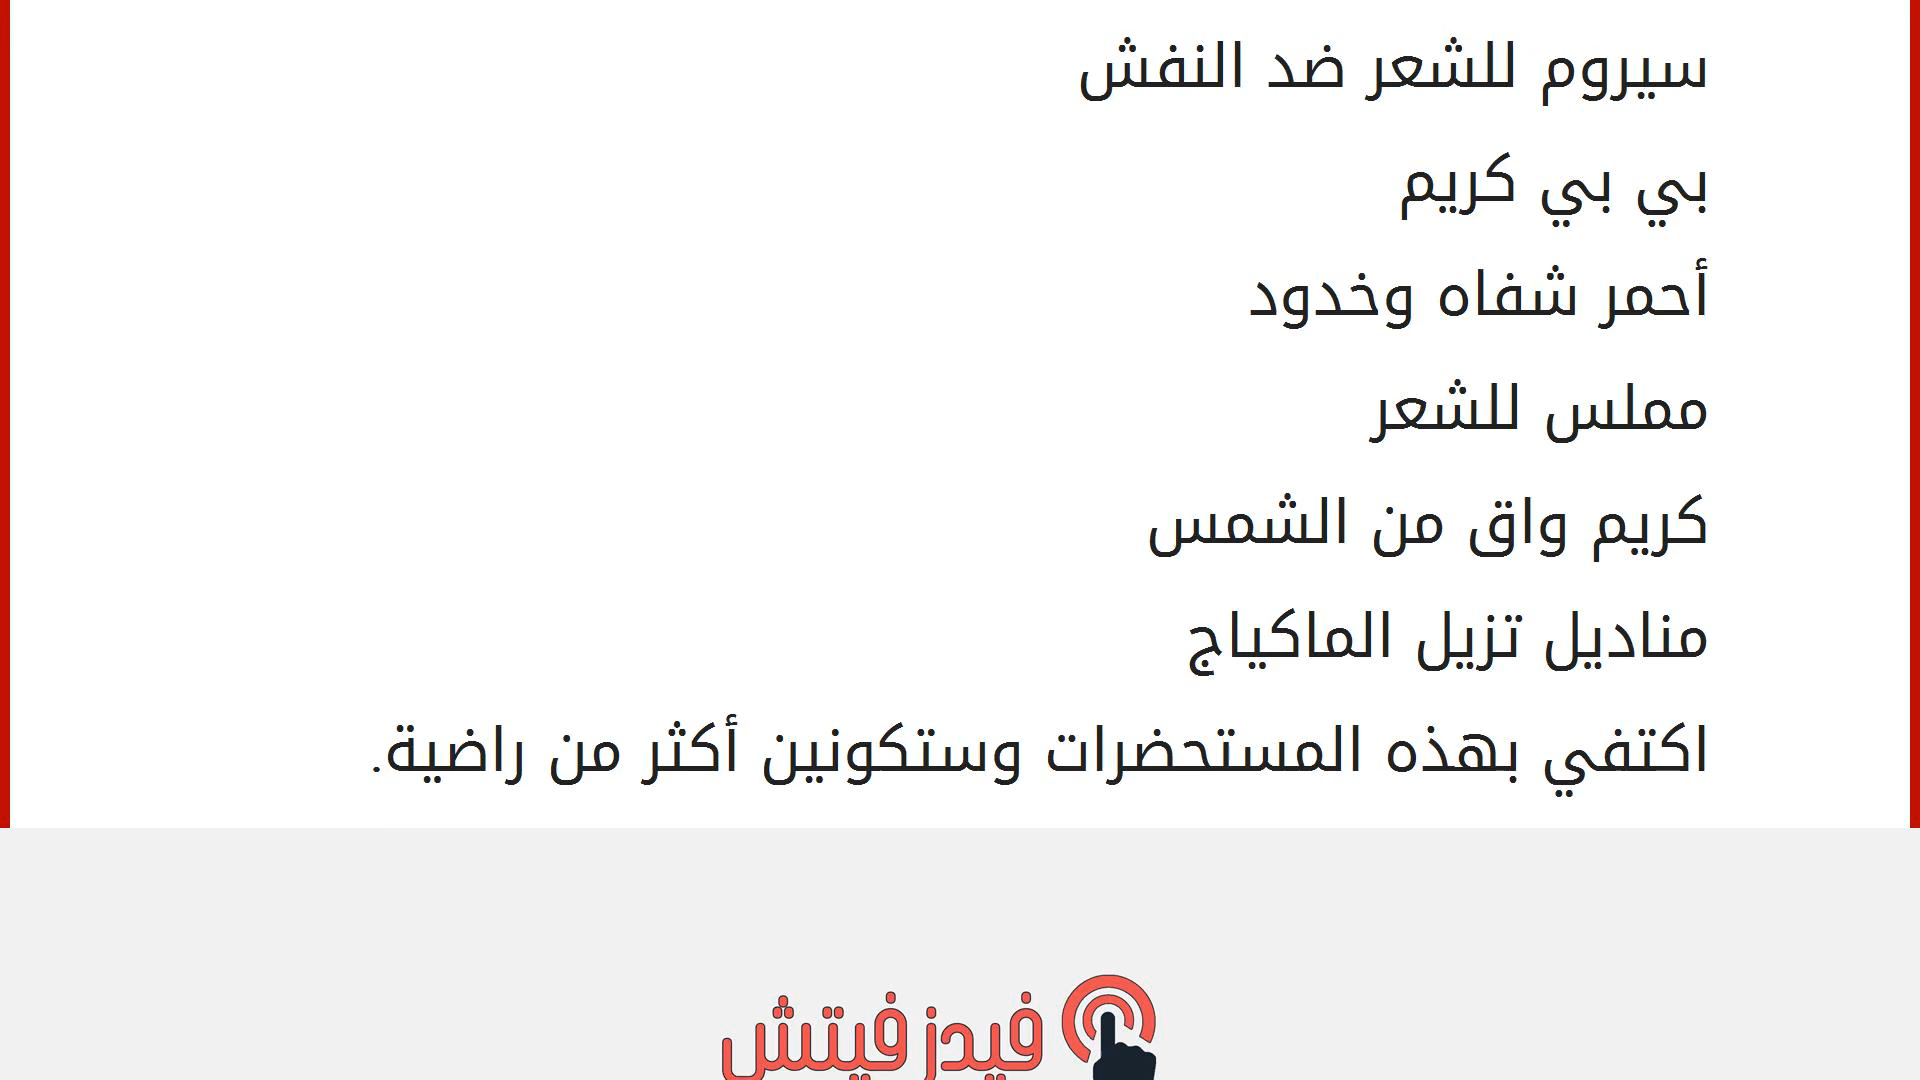 سيروم للشعر ضد النفش
بي بي كريم
أحمر شفاه وخدود
مملس للشعر
كريم واق من الشمس
مناديل تزيل الماكياج
اكتفي بهذه المستحضرات وستكونين أكثر من راضية.
فيدز فيتش